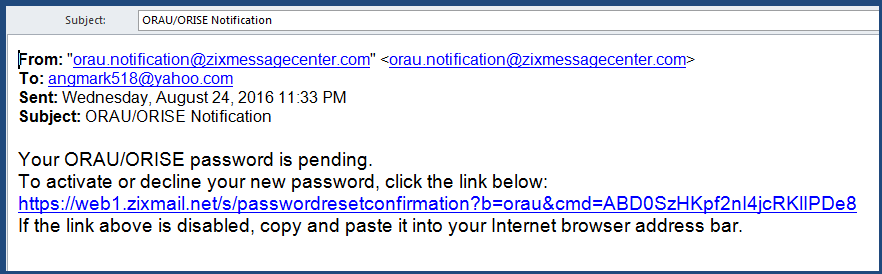 Subject: ORAU/ORISE Notification
From: "orau.notification@zixmessagecenter.com" <orau.notification@zixmessagecenter.com>
To: angmark518@yahoo.com
Sent: Wednesday, August 24, 2016 11:33 PM
Subject: ORAU/ORISE Notification
Your ORAU/ORISE password is pending.
To activate or decline your new password, click the link below:
https://web1.zixmail.net/s/passwordresetconfirmation?b=orau&cmd=ABD0SzHKpf2nI4jcRKIlPDe8
If the link above is disabled, copy and paste it into your Internet browser address bar.